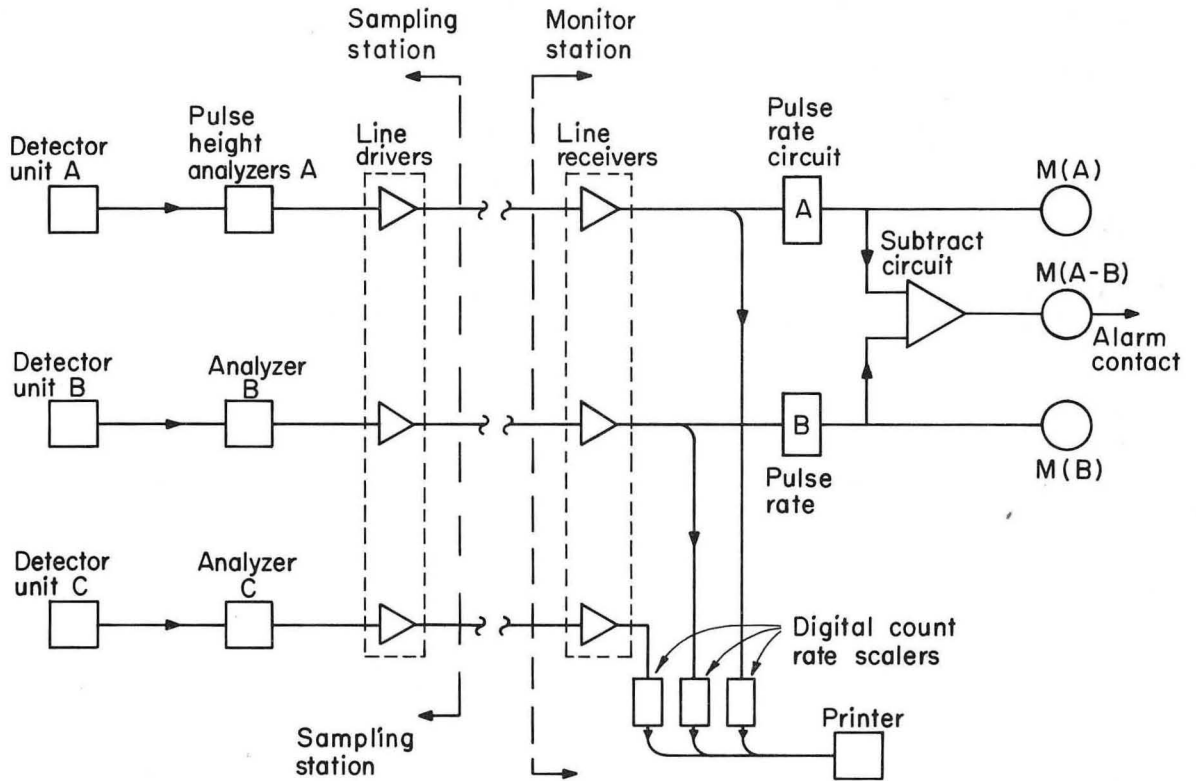 Sampling
station
Monitor
station
Detector
unit A
Pulse
height
analyzers A
Line
drivers
Line
receivers
Pulse
rate
circuit
A
M(A)
Subtract
circuit
M(A-B)
Alarm
contact
Detector
unit B
Analyzer
B
B
Pulse
rate
M(B)
Detector
unit C
Analyzer
C
Digital count
rate scalers
Printer
Sampling
station